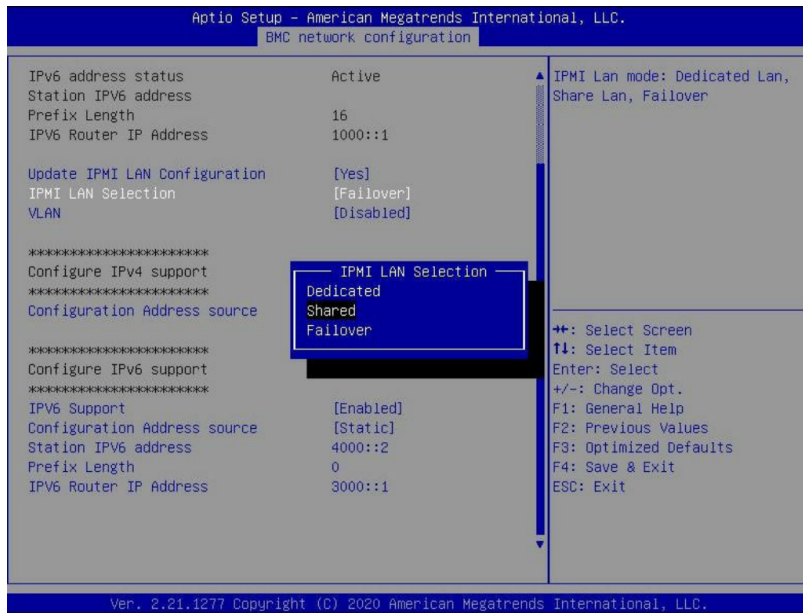 Aptio Setup – American Megatrends International, LLC.
BMC network configuration
IPv6 address status Active
Station IPV6 address
Prefix Length 16
IPV6 Router IP Address 1000::1
Update IPMI LAN Configuration [Yes]
IPMI LAN Selection [Failover]
VLAN [Disabled]
***********************
Configure IPv4 support
***********************
Configuration Address source
***********************
Configure IPv6 support
***********************
IPV6 Support [Enabled]
Configuration Address source [Static]
Station IPV6 address 4000::2
Prefix Length 0
IPV6 Router IP Address 3000::1
IPMI LAN Selection
Dedicated
Shared
Failover
IPMI Lan mode: Dedicated Lan,
Share Lan, Failover
→←: Select Screen
↑↓: Select Item
Enter: Select
+/-: Change Opt.
F1: General Help
F2: Previous Values
F3: Optimized Defaults
F4: Save & Exit
ESC: Exit
Ver. 2.21.1277 Copyright (C) 2020 American Megatrends International, LLC.